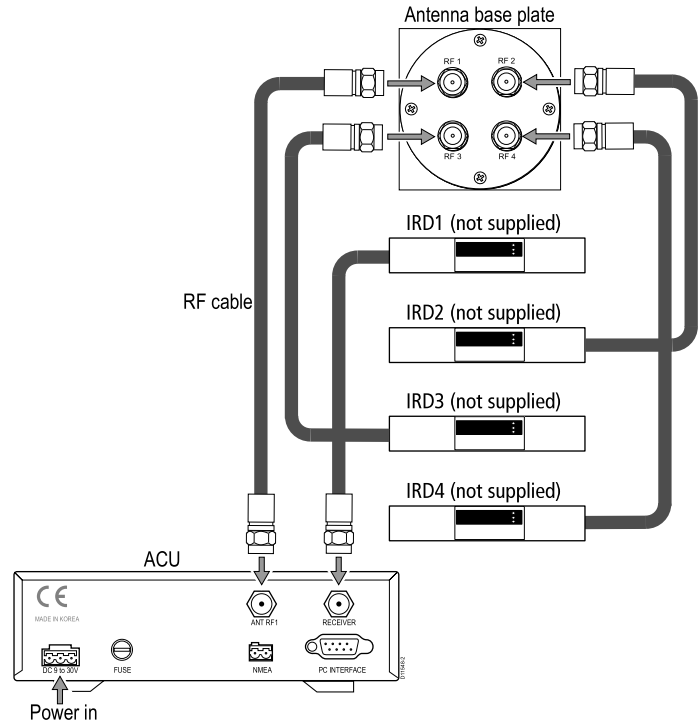 Antenna base plate
RF 1
RF 2
RF 3
RF 4
IRD1 (not supplied)
RF cable
IRD2 (not supplied)
IRD3 (not supplied)
IRD4 (not supplied)
ACU
CE
MADE IN KOREA
ANT RF1
RECEIVER
DC 9 to 30V
FUSE
NMEA
PC INTERFACE
D11548-2
Power in